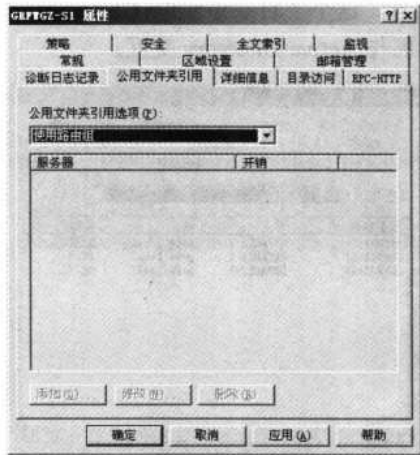 GRPTGZ-S1 属性
策略 安全 全文索引 监视
常规 区域设置 邮箱管理
诊断日志记录 公用文件夹引用 详细信息 目录访问 RPC-HTTP
公用文件夹引用选项(P):
使用路由组
服务器 开销
添加(D)... 修改(M)... 删除(R)
确定 取消 应用(A) 帮助